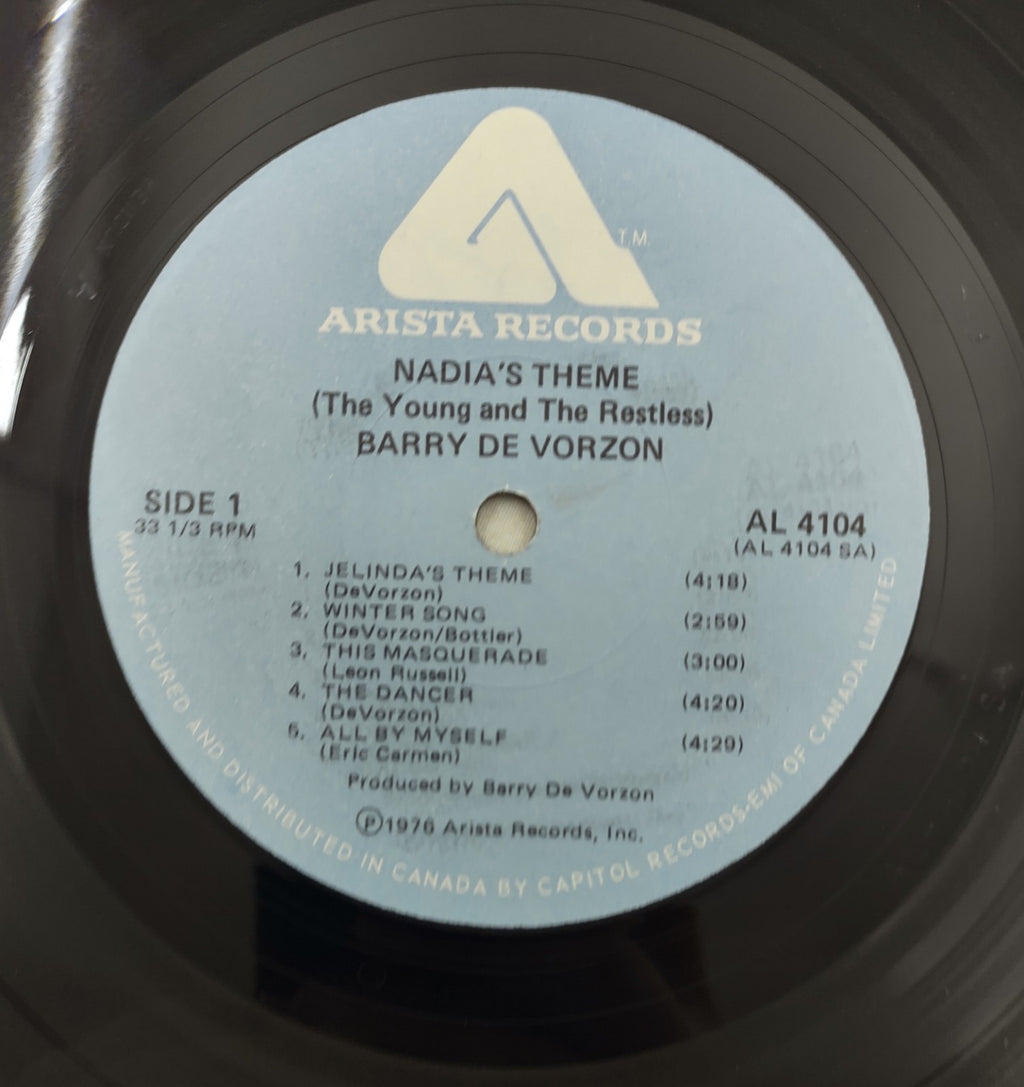 T.M.
ARISTA RECORDS
NADIA'S THEME
(The Young and The Restless)
BARRY DE VORZON
SIDE 1
33 1/3 RPM
AL 4104
(AL 4104 SA)
1. JELINDA'S THEME (4:18)
(DeVorzon)
2. WINTER SONG (2:59)
(DeVorzon/Bottler)
3. THIS MASQUERADE (3:00)
(Leon Russell)
4. THE DANCER (4:20)
(DeVorzon)
5. ALL BY MYSELF (4:29)
(Eric Carmen)
Produced by Barry De Vorzon
Ⓟ1976 Arista Records, Inc.
MANUFACTURED AND DISTRIBUTED IN CANADA BY CAPITOL RECORDS-EMI OF CANADA LIMITED